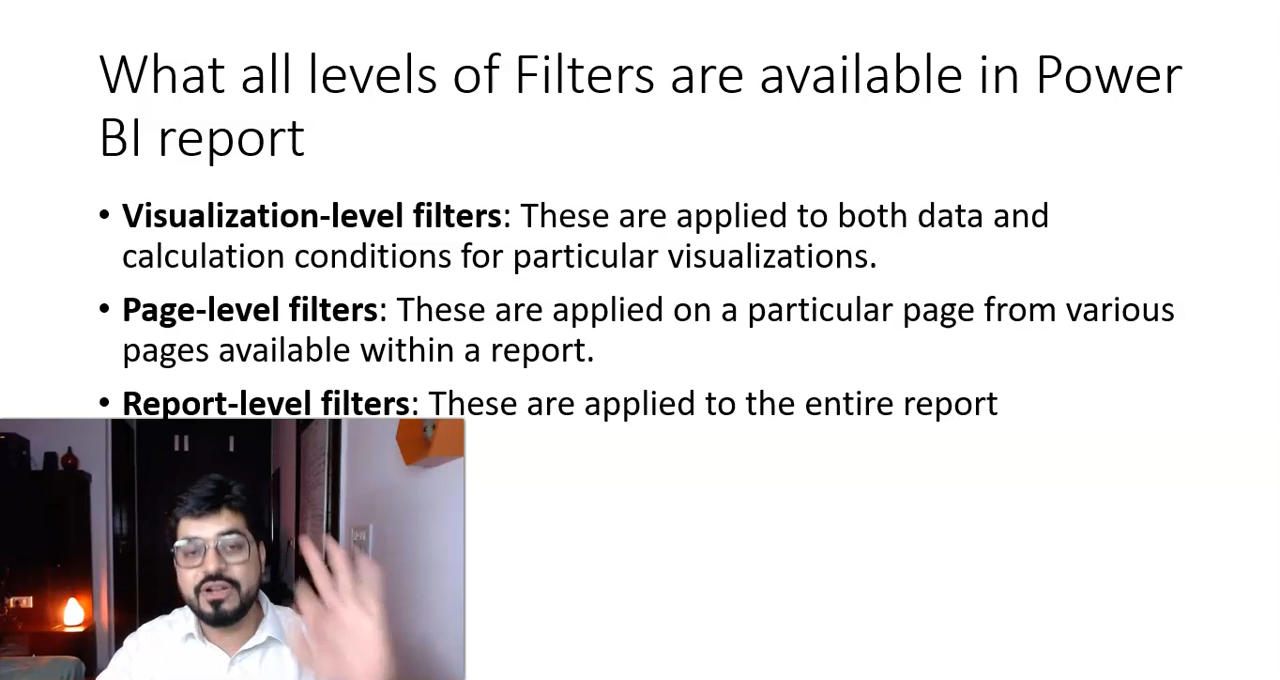 What all levels of Filters are available in Power
BI report
• Visualization-level filters: These are applied to both data and
calculation conditions for particular visualizations.
• Page-level filters: These are applied on a particular page from various
pages available within a report.
• Report-level filters: These are applied to the entire report